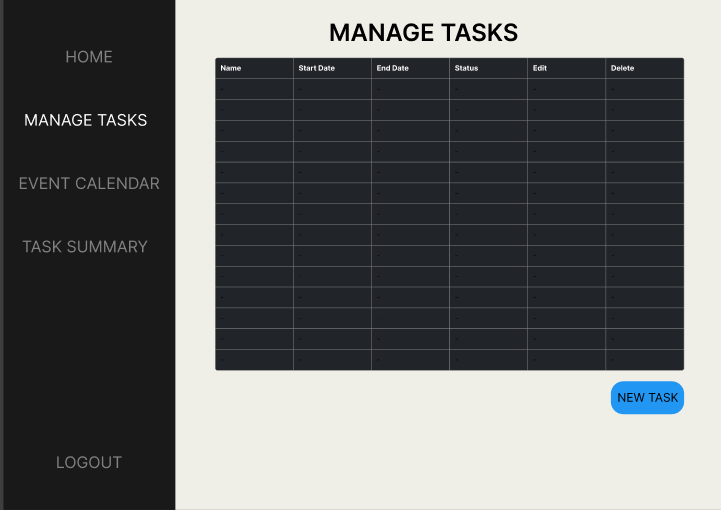 HOME
MANAGE TASKS
EVENT CALENDAR
TASK SUMMARY
LOGOUT
MANAGE TASKS
Name Start Date End Date Status Edit Delete
NEW TASK